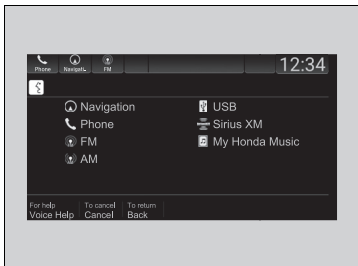 Phone Navigati.. FM 12:34
Navigation
Phone
FM
AM
USB
Sirius XM
My Honda Music
For help To cancel To return
Voice Help Cancel Back